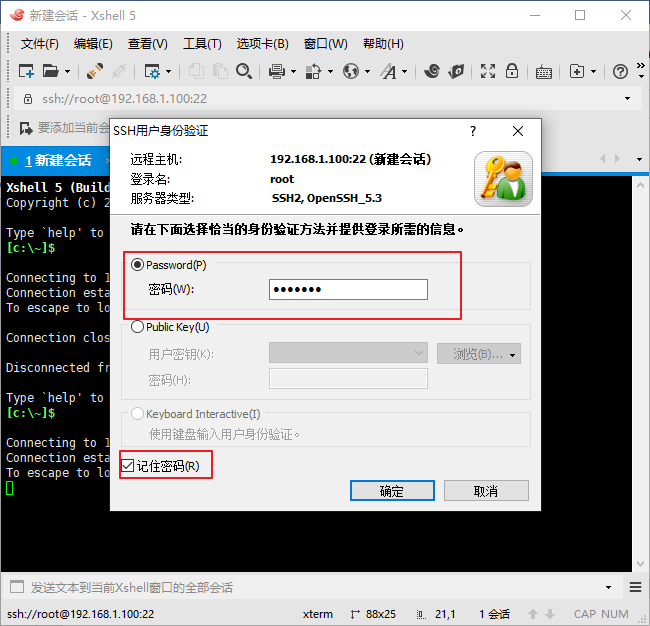 新建会话 - Xshell 5
文件(F) 编辑(E) 查看(V) 工具(T) 选项卡(B) 窗口(W) 帮助(H)
ssh://root@192.168.1.100:22
要添加当前会
1 新建会话
Xshell 5 (Build
Copyright (c) 2
Type `help' to
[c:\~]$
Connecting to 1
Connection esta
To escape to lo
Connection clos
Disconnected fr
Type `help' to
[c:\~]$
Connecting to 1
Connection esta
To escape to lo
SSH用户身份验证 ?
远程主机: 192.168.1.100:22 (新建会话)
登录名: root
服务器类型: SSH2, OpenSSH_5.3
请在下面选择恰当的身份验证方法并提供登录所需的信息。
Password(P)
密码(W): •••••••
Public Key(U)
用户密钥(K): 浏览(B)...
密码(H):
Keyboard Interactive(I)
使用键盘输入用户身份验证。
记住密码(R)
确定 取消
发送文本到当前Xshell窗口的全部会话
ssh://root@192.168.1.100:22 xterm 88x25 21,1 1 会话 CAP NUM